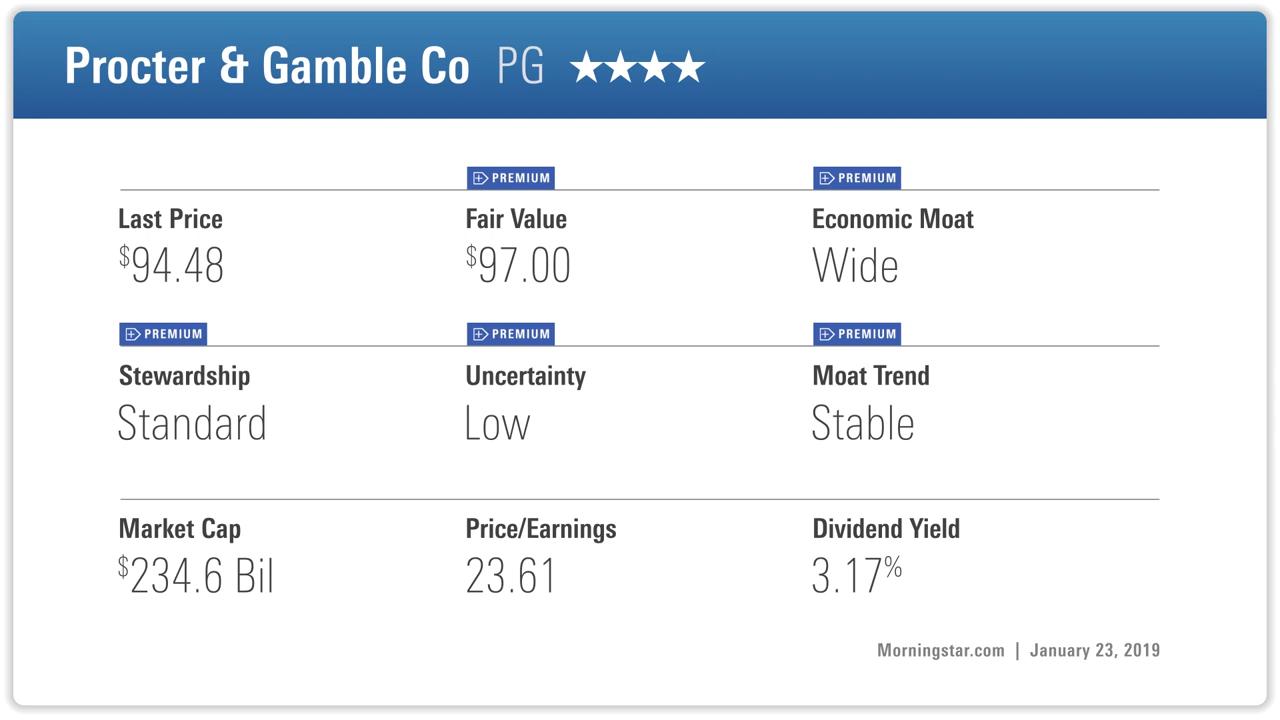 Procter & Gamble Co PG ★★★★
PREMIUM PREMIUM
Last Price Fair Value Economic Moat
$94.48 $97.00 Wide
PREMIUM PREMIUM PREMIUM
Stewardship Uncertainty Moat Trend
Standard Low Stable
Market Cap Price/Earnings Dividend Yield
$234.6 Bil 23.61 3.17%
Morningstar.com | January 23, 2019